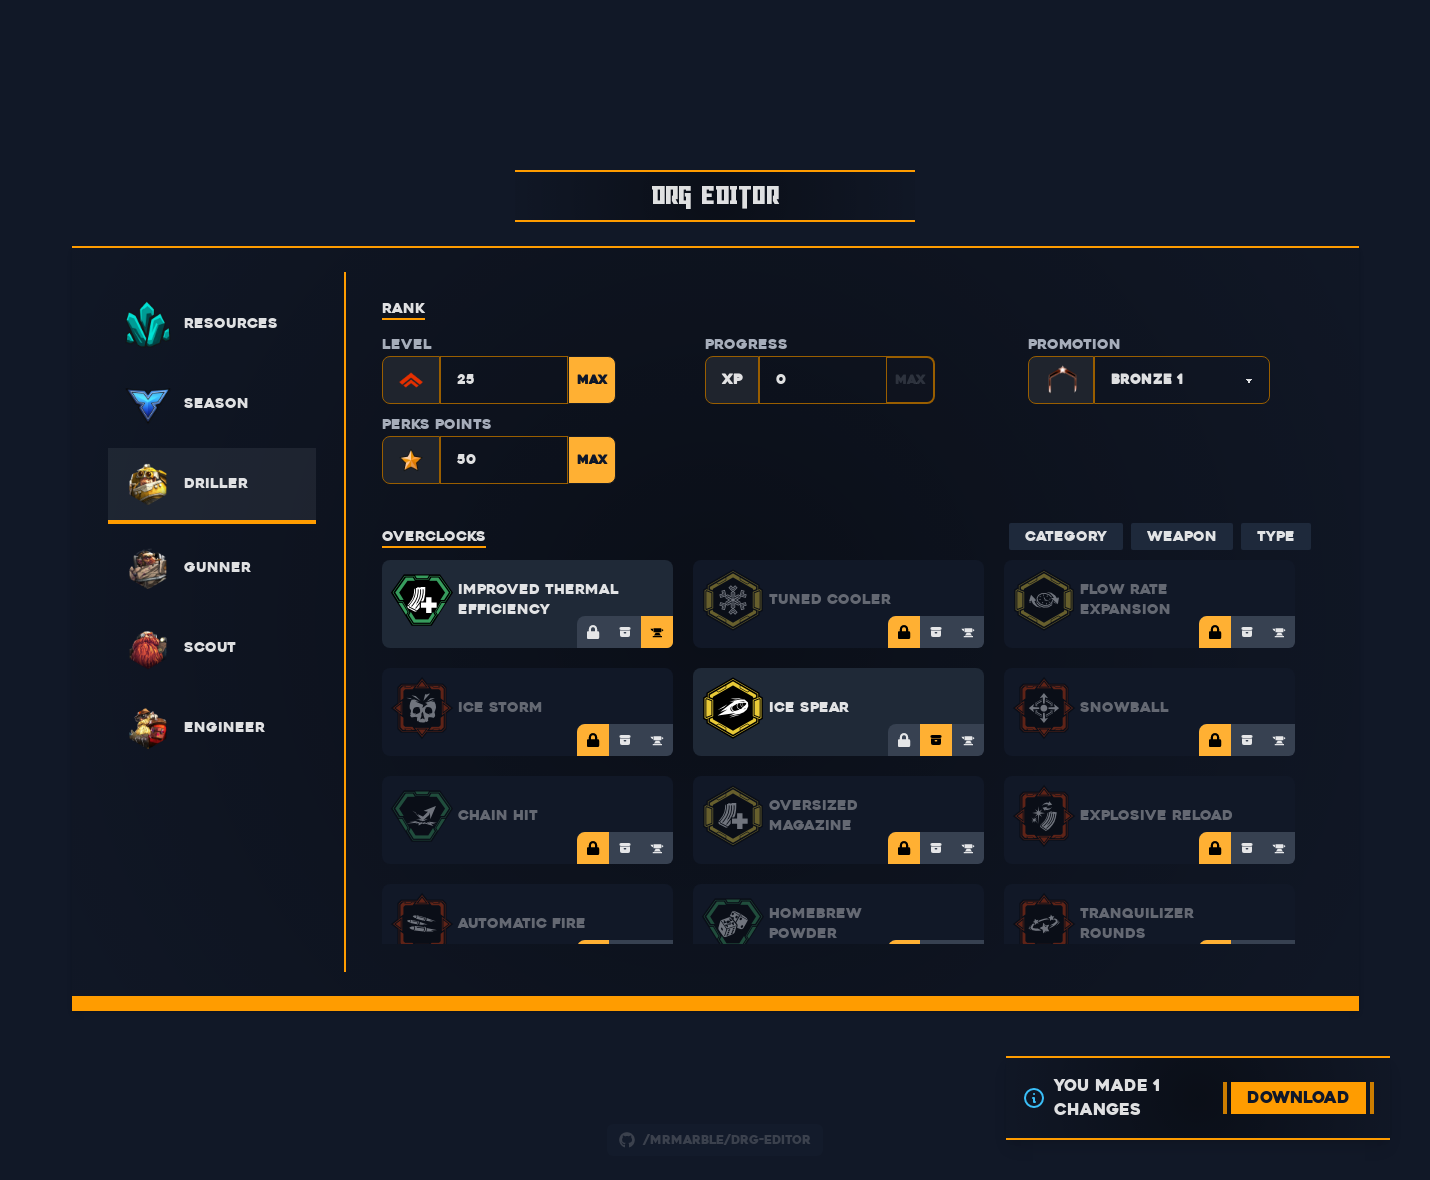 DRG EDITOR
RESOURCES
SEASON
DRILLER
GUNNER
SCOUT
ENGINEER
RANK
LEVEL
25
MAX
PROGRESS
XP
0
MAX
PROMOTION
BRONZE 1
PERKS POINTS
50
MAX
OVERCLOCKS
CATEGORY
WEAPON
TYPE
IMPROVED THERMAL
EFFICIENCY
TUNED COOLER
FLOW RATE
EXPANSION
ICE STORM
ICE SPEAR
SNOWBALL
CHAIN HIT
OVERSIZED
MAGAZINE
EXPLOSIVE RELOAD
AUTOMATIC FIRE
HOMEBREW
POWDER
TRANQUILIZER
ROUNDS
YOU MADE 1
CHANGES
DOWNLOAD
/MRMARBLE/DRG-EDITOR